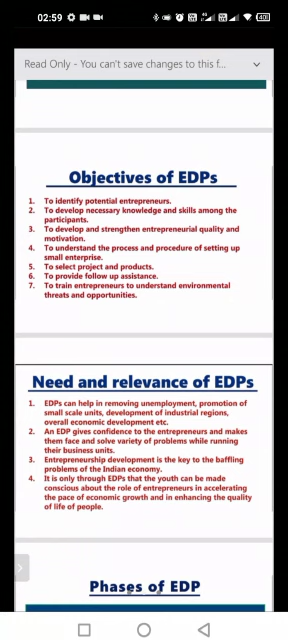 02:59
Read Only - You can't save changes to this f...
Objectives of EDPs
1. To identify potential entrepreneurs.
2. To develop necessary knowledge and skills among the
participants.
3. To develop and strengthen entrepreneurial quality and
motivation.
4. To understand the process and procedure of setting up
small enterprise.
5. To select project and products.
6. To provide follow up assistance.
7. To train entrepreneurs to understand environmental
threats and opportunities.
Need and relevance of EDPs
1. EDPs can help in removing unemployment, promotion of
small scale units, development of industrial regions,
overall economic development etc.
2. An EDP gives confidence to the entrepreneurs and makes
them face and solve variety of problems while running
their business units.
3. Entrepreneurship development is the key to the baffling
problems of the Indian economy.
4. It is only through EDPs that the youth can be made
conscious about the role of entrepreneurs in accelerating
the pace of economic growth and in enhancing the quality
of life of people.
Phases of EDP